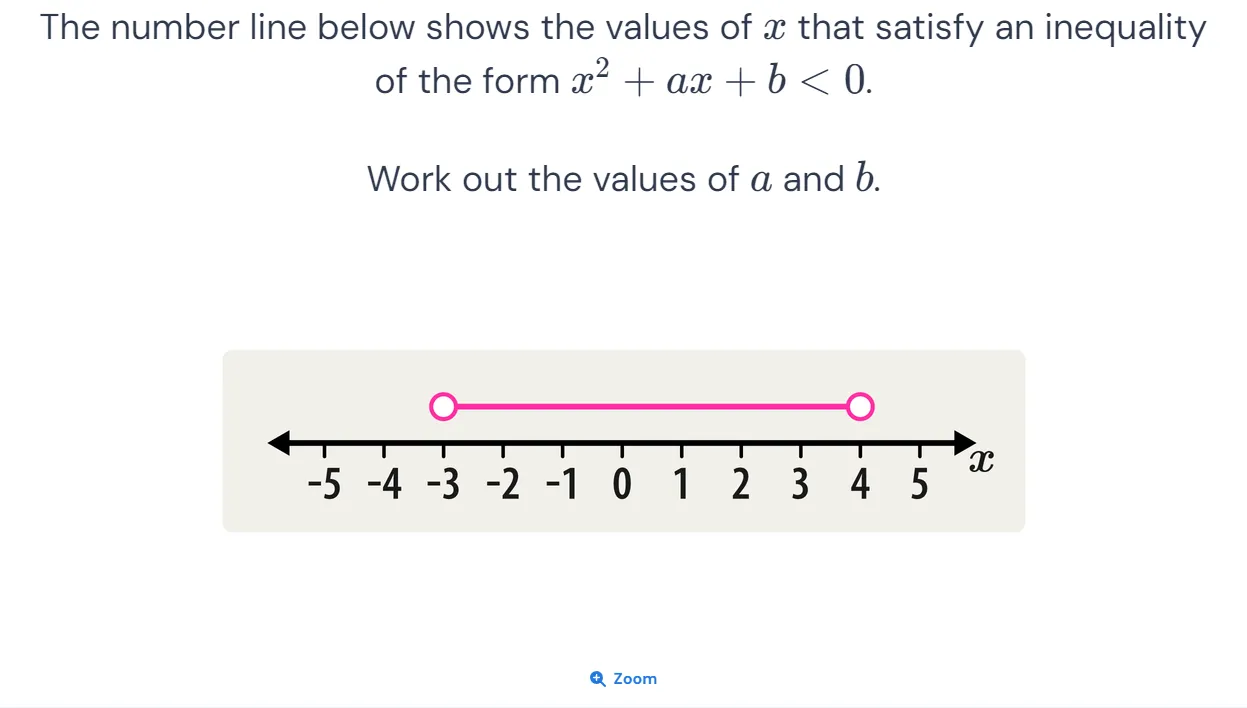 The number line below shows the values of x that satisfy an inequality
of the form x² + ax + b < 0.
Work out the values of a and b.
-5 -4 -3 -2 -1 0 1 2 3 4 5 x
Zoom